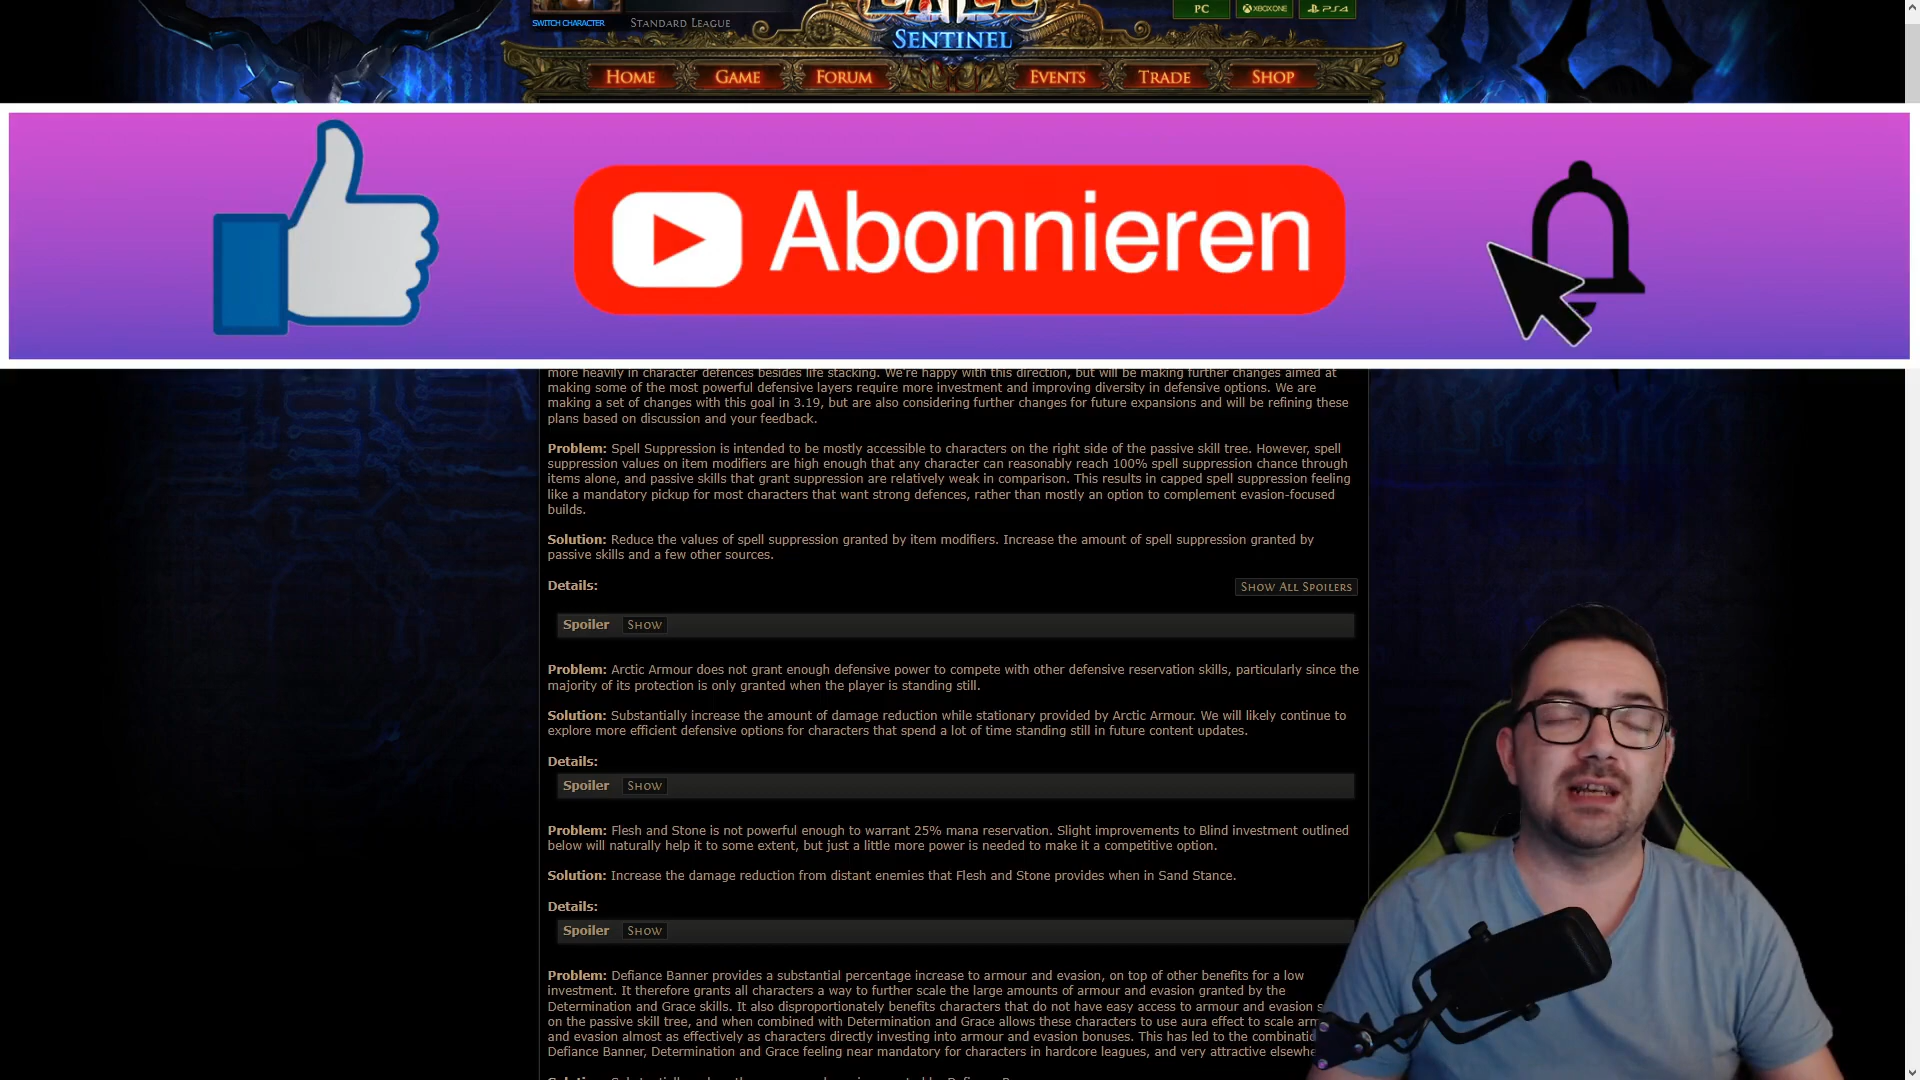 SWITCH CHARACTER
STANDARD LEAGUE
PC
XBOX ONE
PS4
SENTINEL
HOME
GAME
FORUM
EVENTS
TRADE
SHOP
Abonnieren
more heavily in character defences besides life stacking. We're happy with this direction, but will be making further changes aimed at
making some of the most powerful defensive layers require more investment and improving diversity in defensive options. We are
making a set of changes with this goal in 3.19, but are also considering further changes for future expansions and will be refining these
plans based on discussion and your feedback.
Problem: Spell Suppression is intended to be mostly accessible to characters on the right side of the passive skill tree. However, spell
suppression values on item modifiers are high enough that any character can reasonably reach 100% spell suppression chance through
items alone, and passive skills that grant suppression are relatively weak in comparison. This results in capped spell suppression feeling
like a mandatory pickup for most characters that want strong defences, rather than mostly an option to complement evasion-focused
builds.
Solution: Reduce the values of spell suppression granted by item modifiers. Increase the amount of spell suppression granted by
passive skills and a few other sources.
Details:
SHOW ALL SPOILERS
Spoiler SHOW
Problem: Arctic Armour does not grant enough defensive power to compete with other defensive reservation skills, particularly since the
majority of its protection is only granted when the player is standing still.
Solution: Substantially increase the amount of damage reduction while stationary provided by Arctic Armour. We will likely continue to
explore more efficient defensive options for characters that spend a lot of time standing still in future content updates.
Details:
Spoiler SHOW
Problem: Flesh and Stone is not powerful enough to warrant 25% mana reservation. Slight improvements to Blind investment outlined
below will naturally help it to some extent, but just a little more power is needed to make it a competitive option.
Solution: Increase the damage reduction from distant enemies that Flesh and Stone provides when in Sand Stance.
Details:
Spoiler SHOW
Problem: Defiance Banner provides a substantial percentage increase to armour and evasion, on top of other benefits for a low
investment. It therefore grants all characters a way to further scale the large amounts of armour and evasion granted by the
Determination and Grace skills. It also disproportionately benefits characters that do not have easy access to armour and evasion
on the passive skill tree, and when combined with Determination and Grace allows these characters to use aura effect to scale
and evasion almost as effectively as characters directly investing into armour and evasion bonuses. This has led to the
Defiance Banner, Determination and Grace feeling near mandatory for characters in hardcore leagues, and very attractive